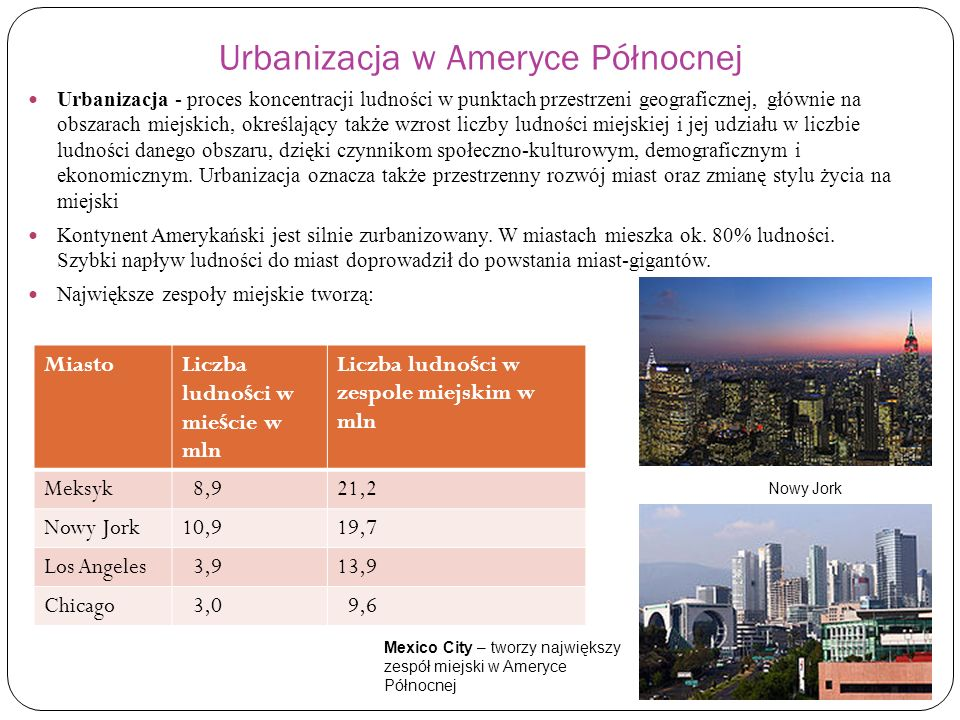 Urbanizacja w Ameryce Północnej
Urbanizacja - proces koncentracji ludności w punktach przestrzeni geograficznej, głównie na
obszarach miejskich, określający także wzrost liczby ludności miejskiej i jej udziału w liczbie
ludności danego obszaru, dzięki czynnikom społeczno-kulturowym, demograficznym i
ekonomicznym. Urbanizacja oznacza także przestrzenny rozwój miast oraz zmianę stylu życia na
miejski
Kontynent Amerykański jest silnie zurbanizowany. W miastach mieszka ok. 80% ludności.
Szybki napływ ludności do miast doprowadził do powstania miast-gigantów.
Największe zespoły miejskie tworzą:
Miasto
Liczba
ludności w
mieście w
mln
Liczba ludności w
zespole miejskim w
mln
Meksyk 8,9 21,2
Nowy Jork 10,9 19,7
Los Angeles 3,9 13,9
Chicago 3,0 9,6
Nowy Jork
Mexico City – tworzy największy
zespół miejski w Ameryce
Północnej